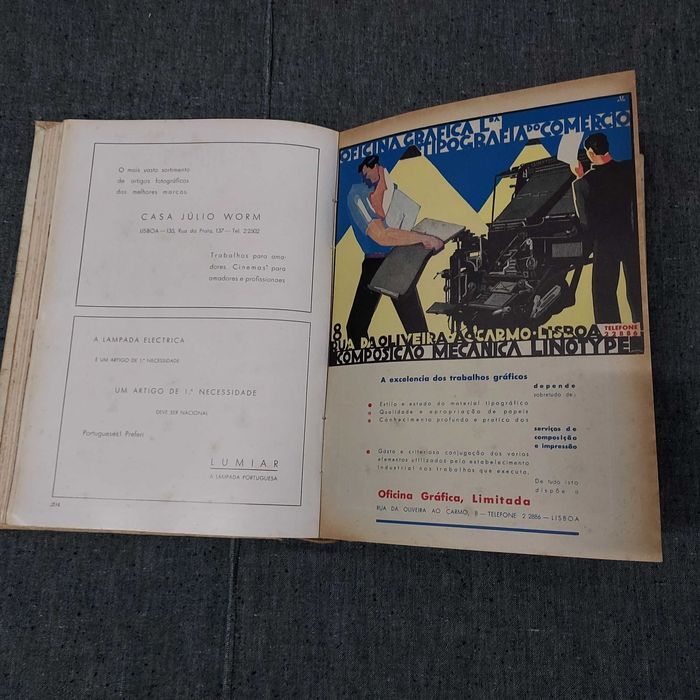 O mais vasto sortimento
de artigos fotográficos
das melhores marcas
CASA JÚLIO WORM
LISBOA — 135, Rua da Prata, 137 — Tel. 2 2502
Trabalhos para ama-
dores. Cinemas para
amadores e profissionaes
A LAMPADA ELECTRICA
E UM ARTIGO DE 1.ª NECESSIDADE
UM ARTIGO DE 1.ª NECESSIDADE
DEVE SER NACIONAL
Portugueses! Preferi
LUMIAR
A LAMPADA PORTUGUESA
OFICINA GRÁFICA L.DA
TIPOGRAFIA DO COMERCIO
8
RUA DA OLIVEIRA · AO CARMO · LISBOA
TELEFONE
2 2886
COMPOSIÇÃO MECÂNICA LINOTYPE
A excelencia dos trabalhos gráficos
depende
sobretudo de:
Estilo e estado do material tipográfico
Qualidade e apropriação de papeis
Conhecimento profundo e pratica dos
serviços de
composição
e impressão
Gôsto e criteriosa conjugação dos varios
elementos utilizados pelo estabelecimento
industrial nos trabalhos que executa.
De tudo isto
dispõe a
Oficina Gráfica, Limitada
RUA DA OLIVEIRA AO CARMO, 8 — TELEFONE 2 2886 — LISBOA